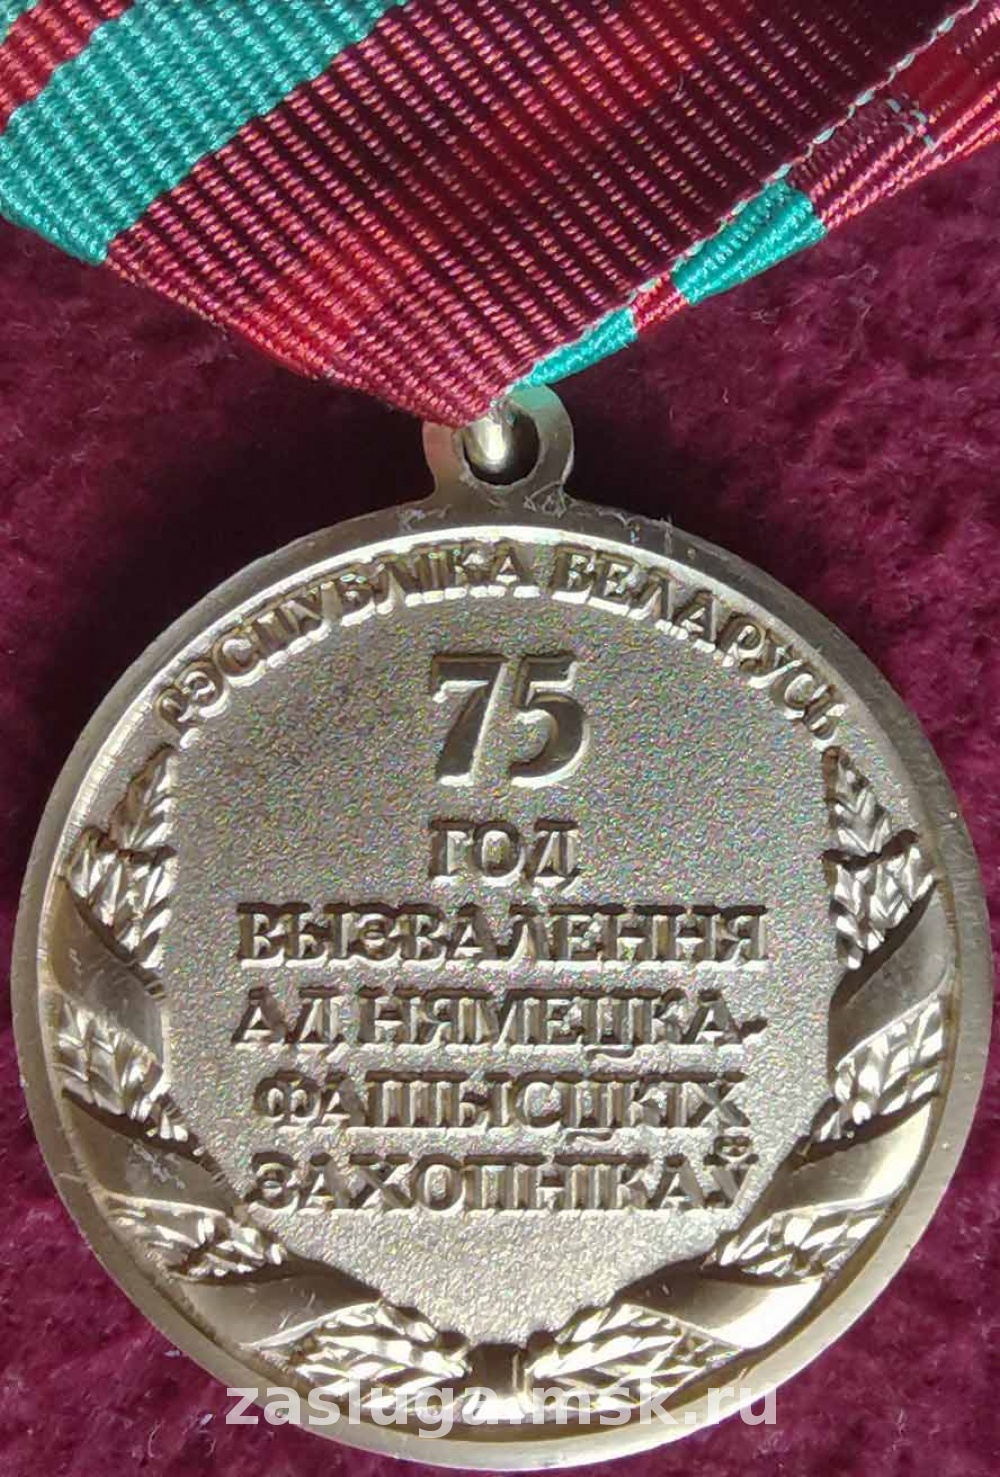 РЭСПУБЛІКА БЕЛАРУСЬ
75
ГОД
ВЫЗВАЛЕННЯ
АД НЯМЕЦКА-
ФАШЫСЦКІХ
ЗАХОПНІКАЎ
zasluga.msk.ru